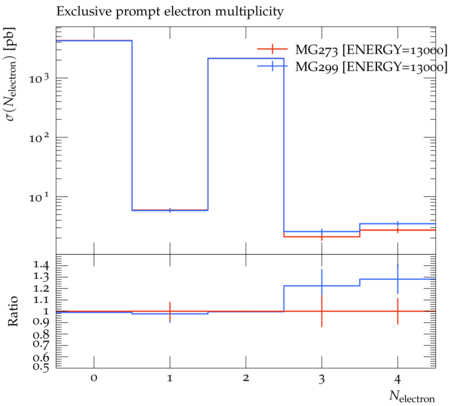 Exclusive prompt electron multiplicity
σ(N_electron) [pb]
MG273 [ENERGY=13000]
MG299 [ENERGY=13000]
10^3
10^2
10^1
Ratio
1.4
1.3
1.2
1.1
1
0.9
0.8
0.7
0.6
0.5
0 1 2 3 4
N_electron